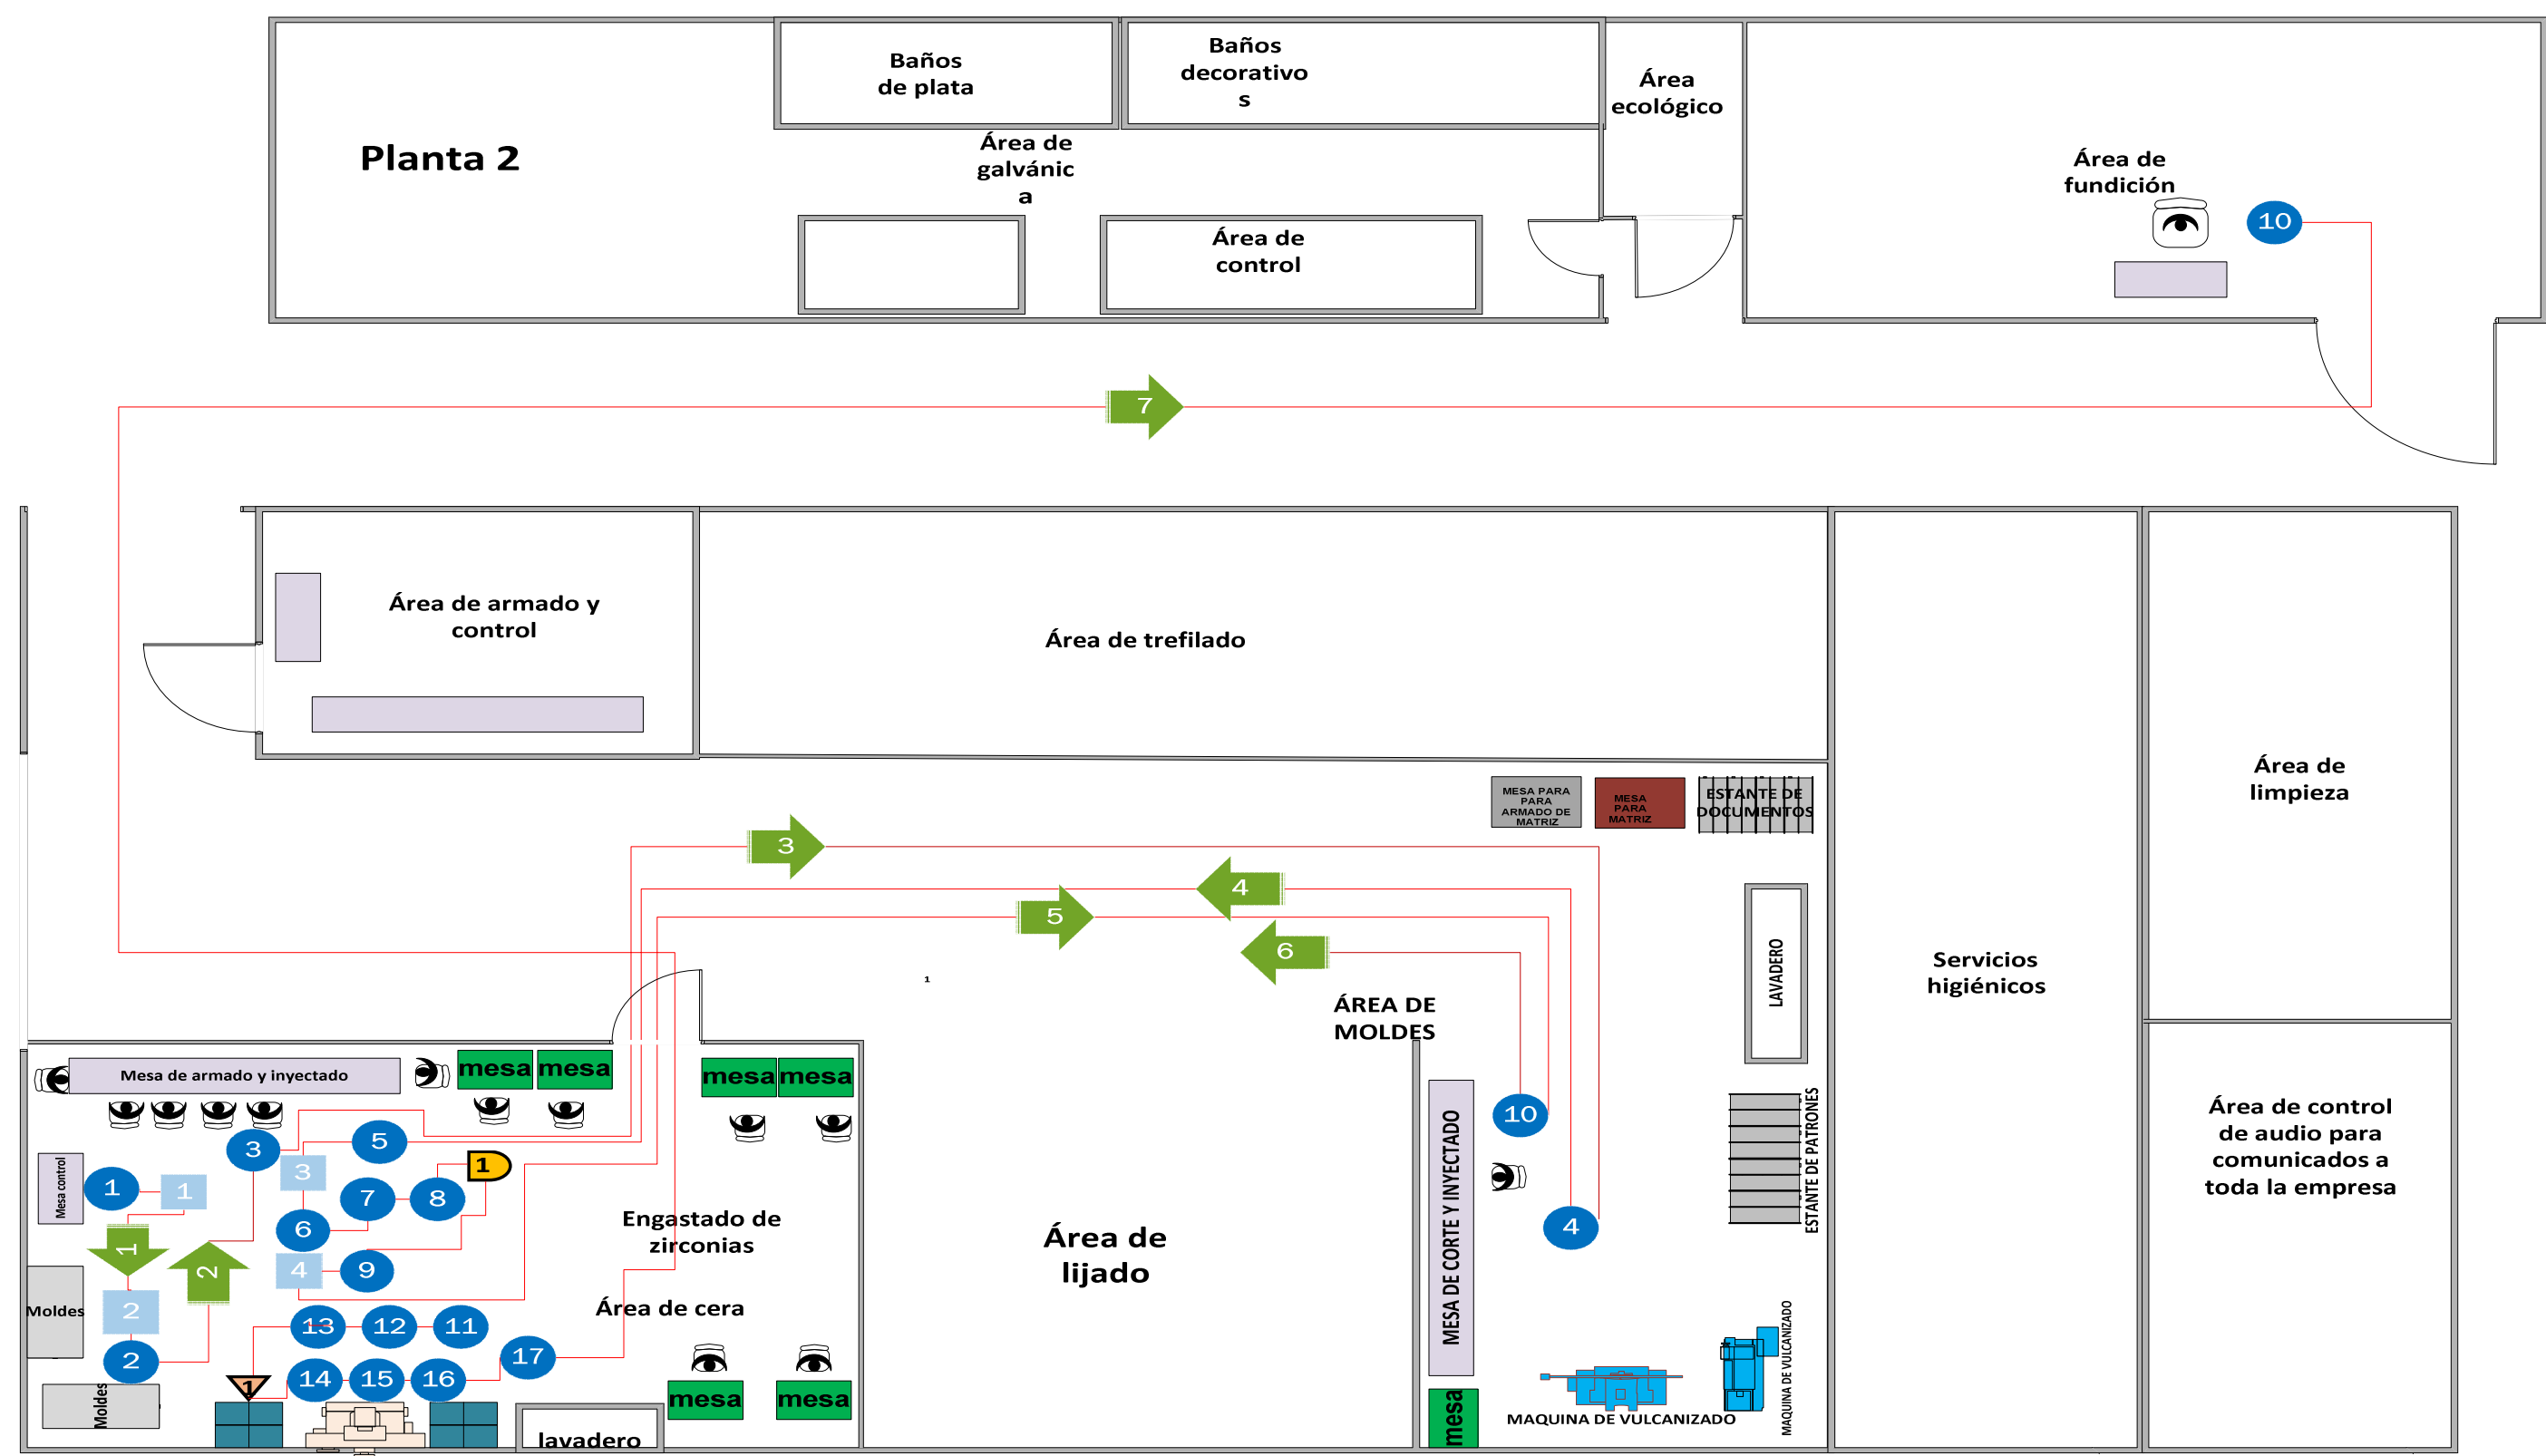 Baños
de plata
Baños
decorativo
s
Área
ecológico
Planta 2
Área de
galvánic
a
Área de
control
Área de
fundición
10
7
Área de armado y
control
Área de trefilado
MESA PARA
PARA
ARMADO DE
MATRIZ
MESA
PARA
MATRIZ
ESTANTE DE
DOCUMENTOS
Área de
limpieza
3
4
5
6
1
ÁREA DE
MOLDES
LAVADERO
Servicios
higiénicos
Mesa de armado y inyectado
mesa
mesa
mesa
mesa
Mesa control
1
1
3
5
3
1
7
8
6
1
2
4
9
Moldes
2
2
Moldes
13
12
11
1
14
15
16
17
Engastado de
zirconias
Área de cera
mesa
mesa
lavadero
Área de
lijado
MESA DE CORTE Y INYECTADO
10
4
mesa
ESTANTE DE PATRONES
MAQUINA DE VULCANIZADO
MAQUINA DE VULCANIZADO
Área de control
de audio para
comunicados a
toda la empresa